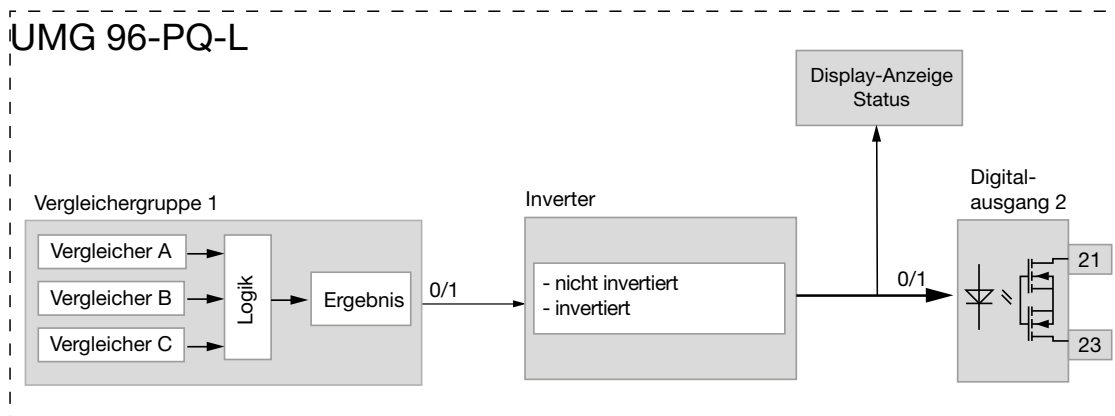 UMG 96-PQ-L
Display-Anzeige
Status
Vergleichergruppe 1
Vergleicher A
Vergleicher B
Vergleicher C
Logik
Ergebnis
0/1
Inverter
- nicht invertiert
- invertiert
0/1
Digital-
ausgang 2
21
23